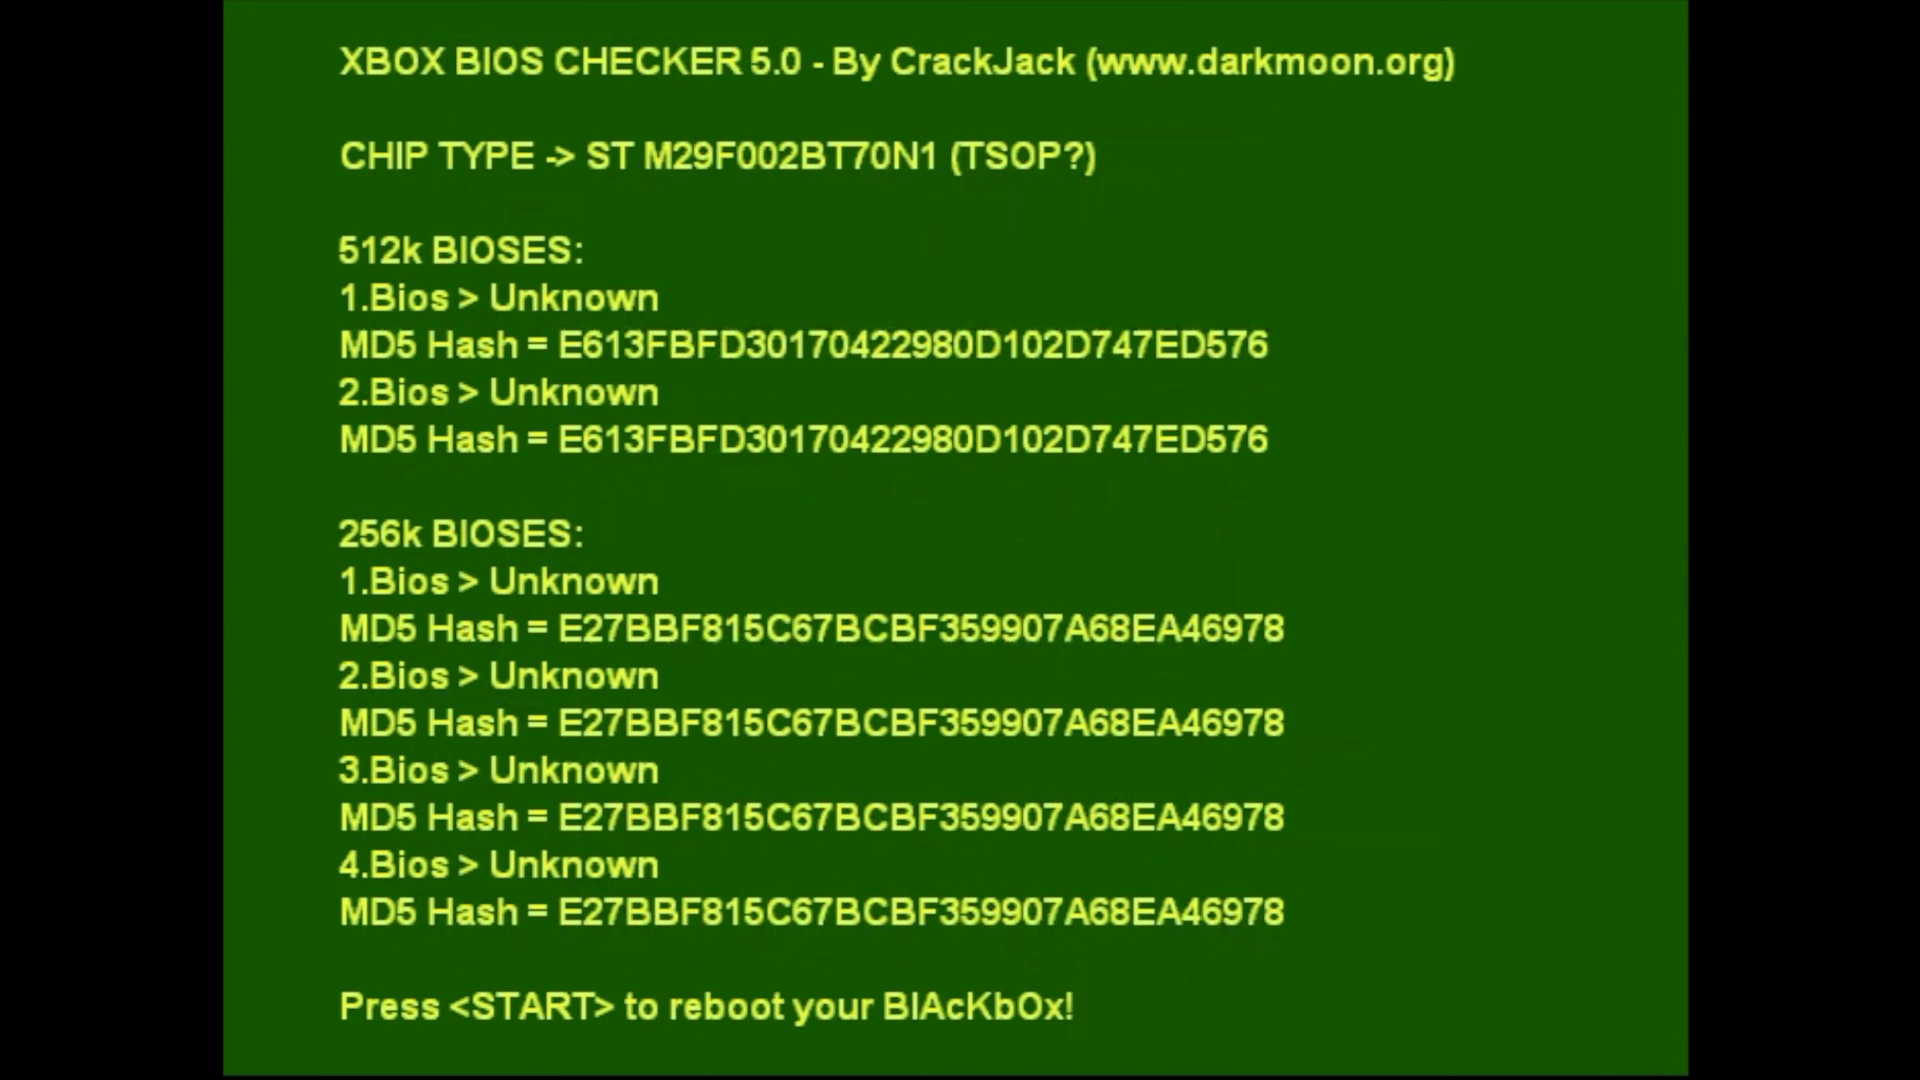 XBOX BIOS CHECKER 5.0 - By CrackJack (www.darkmoon.org)
CHIP TYPE -> ST M29F002BT70N1 (TSOP?)
512k BIOSES:
1.Bios > Unknown
MD5 Hash = E613FBFD30170422980D102D747ED576
2.Bios > Unknown
MD5 Hash = E613FBFD30170422980D102D747ED576
256k BIOSES:
1.Bios > Unknown
MD5 Hash = E27BBF815C67BCBF359907A68EA46978
2.Bios > Unknown
MD5 Hash = E27BBF815C67BCBF359907A68EA46978
3.Bios > Unknown
MD5 Hash = E27BBF815C67BCBF359907A68EA46978
4.Bios > Unknown
MD5 Hash = E27BBF815C67BCBF359907A68EA46978
Press <START> to reboot your BlAcKbOx!